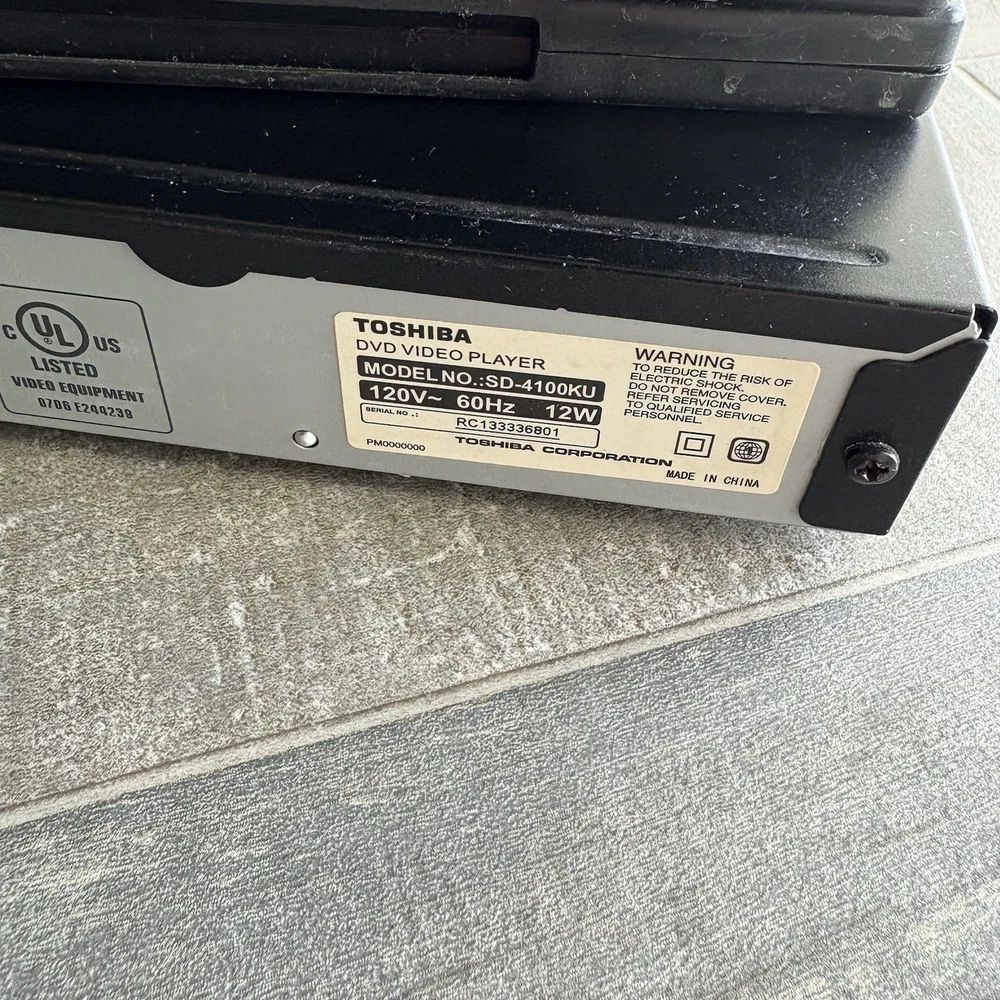 C UL ® US
LISTED
VIDEO EQUIPMENT
0706 E244239
TOSHIBA
DVD VIDEO PLAYER
MODEL NO.:SD-4100KU
120V~ 60Hz 12W
SERIAL NO .:
RC133336801
PM0000000
TOSHIBA CORPORATION
WARNING
TO REDUCE THE RISK OF
ELECTRIC SHOCK.
DO NOT REMOVE COVER.
REFER SERVICING
TO QUALIFIED SERVICE
PERSONNEL.
MADE IN CHINA